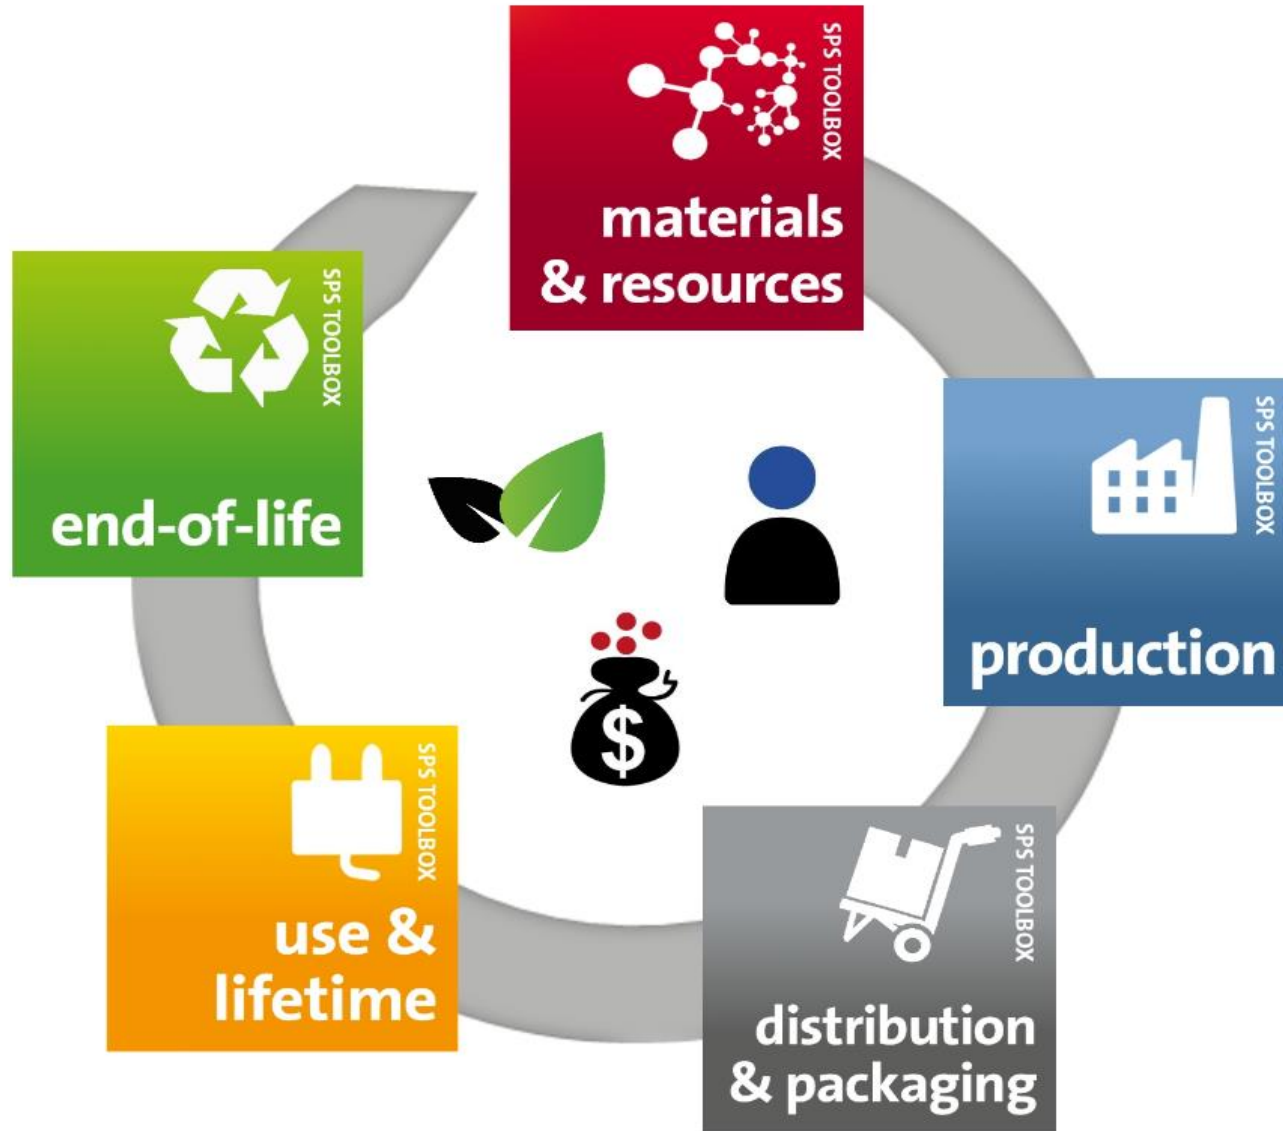 SPS TOOLBOX
materials
& resources
SPS TOOLBOX
production
SPS TOOLBOX
distribution
& packaging
SPS TOOLBOX
use &
lifetime
SPS TOOLBOX
end-of-life
$